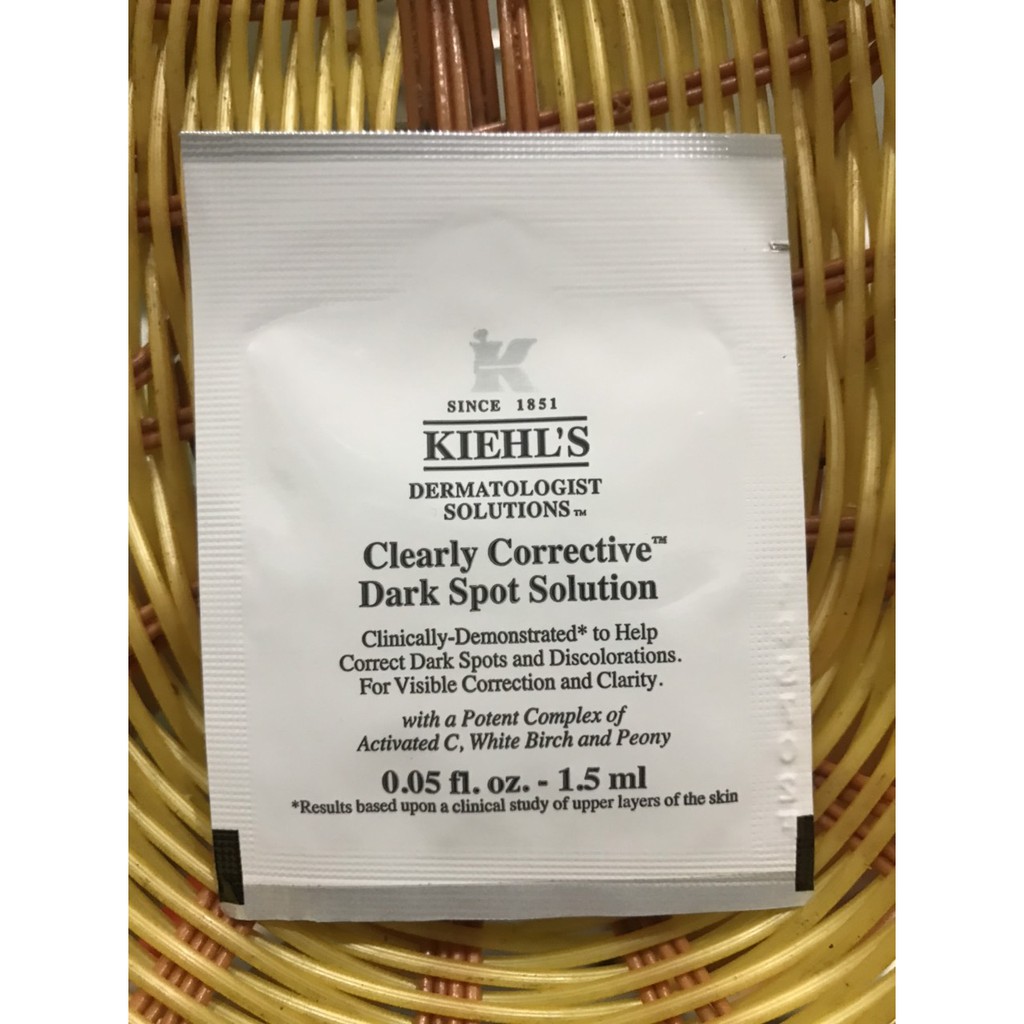 SINCE 1851
KIEHL'S
DERMATOLOGIST
SOLUTIONS™
Clearly Corrective™
Dark Spot Solution
Clinically-Demonstrated* to Help
Correct Dark Spots and Discolorations.
For Visible Correction and Clarity.
with a Potent Complex of
Activated C, White Birch and Peony
0.05 fl. oz. - 1.5 ml
*Results based upon a clinical study of upper layers of the skin